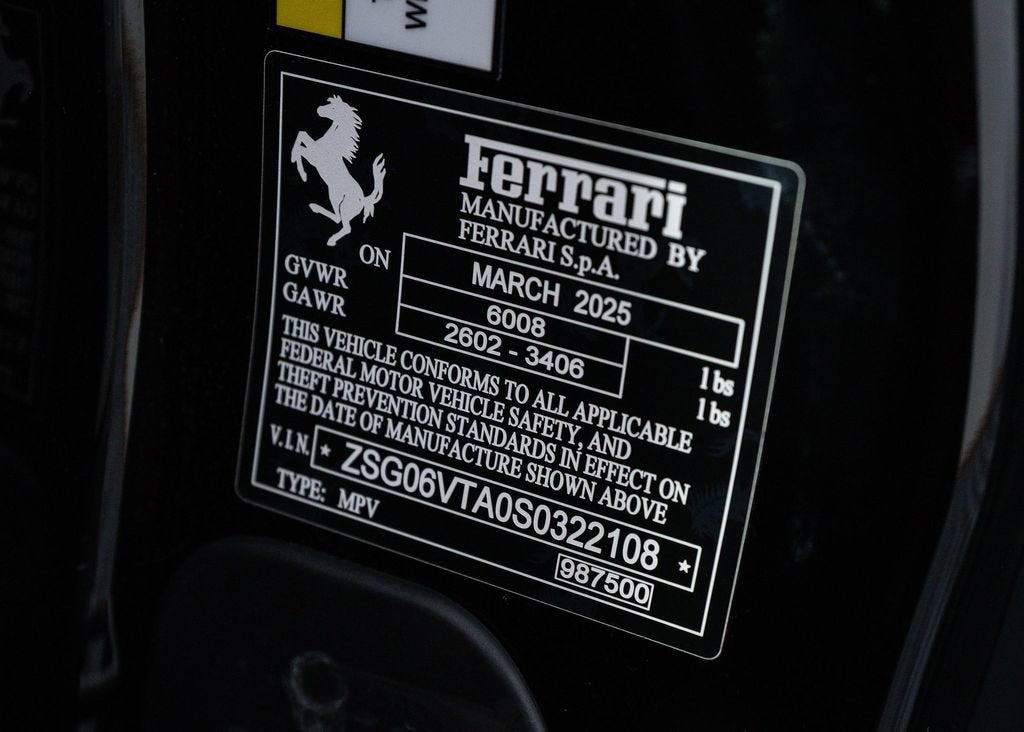 Ferrari
MANUFACTURED BY
FERRARI S.p.A.
ON MARCH 2025
GVWR 6008 lbs
GAWR 2602 - 3406 lbs
THIS VEHICLE CONFORMS TO ALL APPLICABLE
FEDERAL MOTOR VEHICLE SAFETY, AND
THEFT PREVENTION STANDARDS IN EFFECT ON
THE DATE OF MANUFACTURE SHOWN ABOVE
V.I.N. * ZSG06VTA0S0322108 *
TYPE: MPV
987500